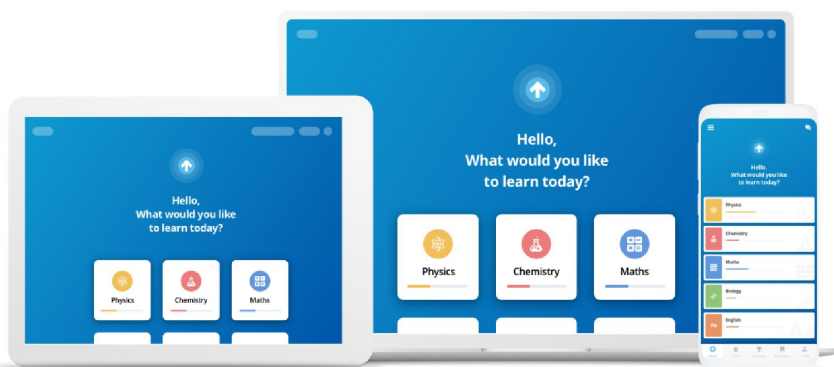 Hello,
What would you like
to learn today?
Physics
Chemistry
Maths
Hello,
What would you like
to learn today?
Physics
Chemistry
Maths
Hello,
What would you like
to learn today?
Physics
Chemistry
Maths
Biology
English